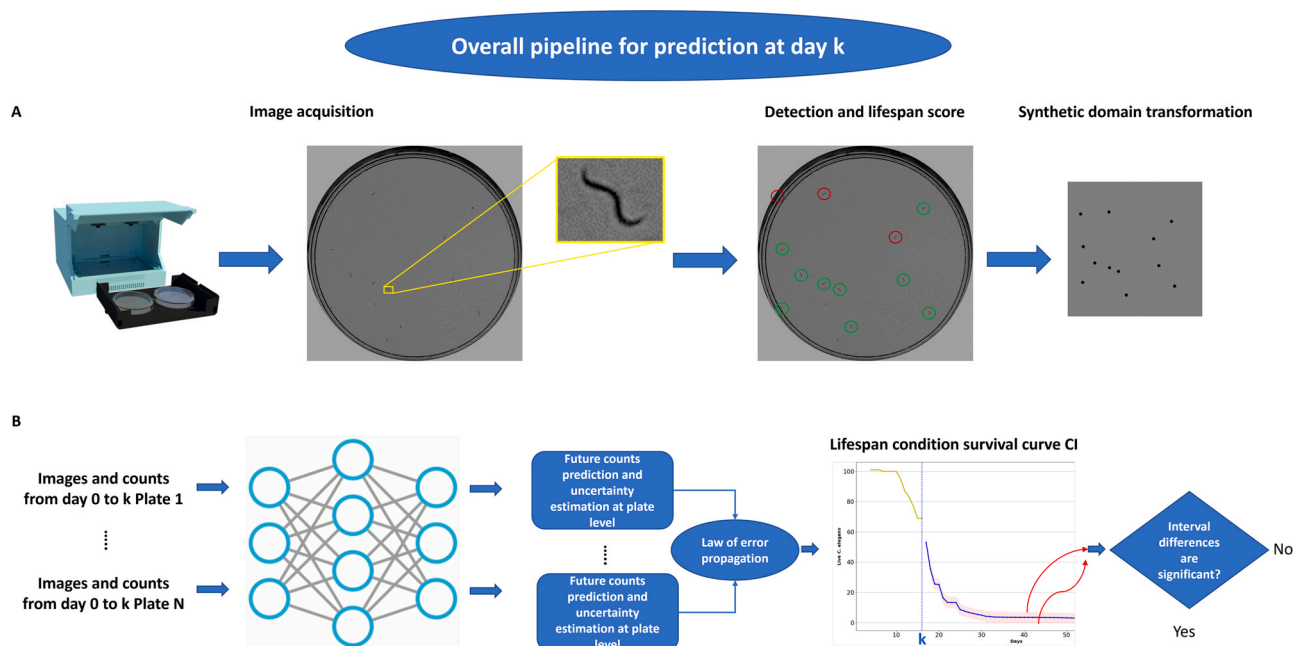 Overall pipeline for prediction at day k
A
Image acquisition
Detection and lifespan score
Synthetic domain transformation
B
Images and counts
from day 0 to k Plate 1
Images and counts
from day 0 to k Plate N
Future counts
prediction and
uncertainty
estimation at plate
level
Future counts
prediction and
uncertainty
estimation at plate
level
Law of error
propagation
Lifespan condition survival curve CI
Live C. elegans
100
80
60
40
20
0
10
20
30
40
50
k
Days
Interval
differences
are
significant?
No
Yes